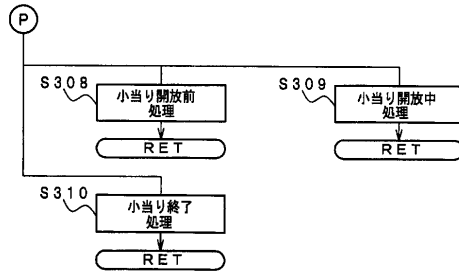 P
S308
小当り開放前
処理
RET
S309
小当り開放中
処理
RET
S310
小当り終了
処理
RET